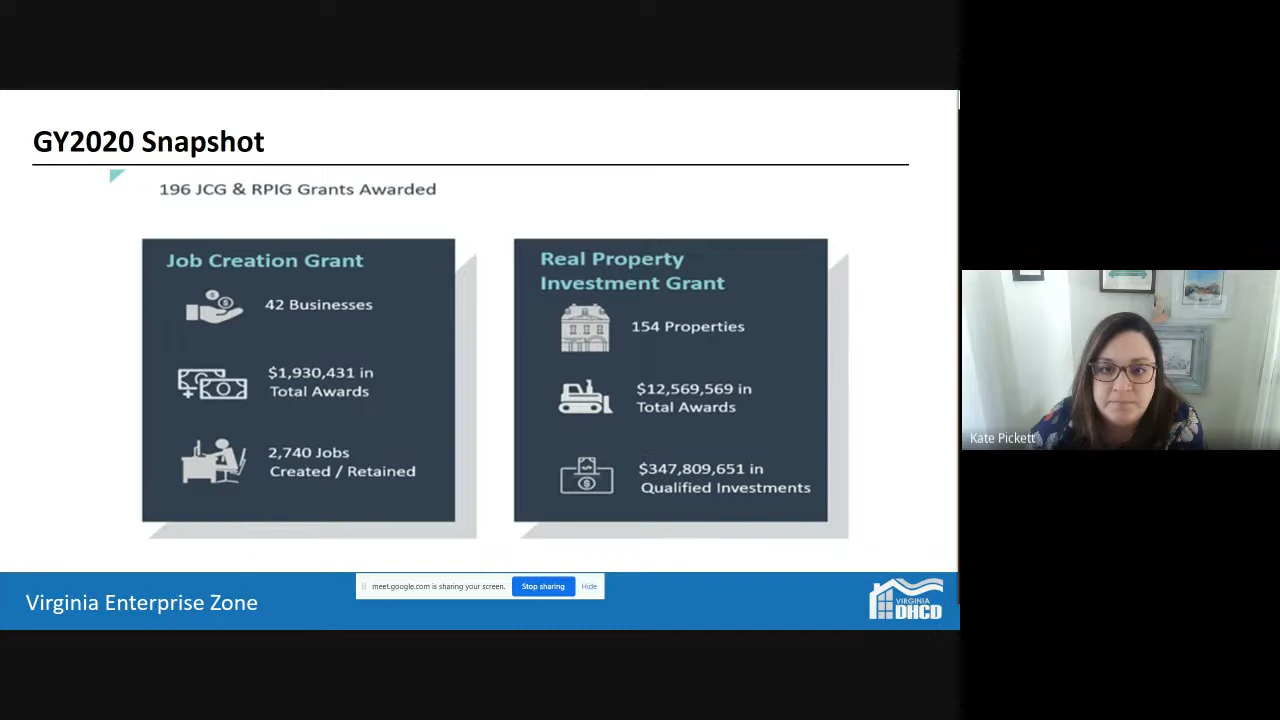 GY2020 Snapshot
196 JCG & RPIG Grants Awarded
Job Creation Grant
42 Businesses
$1,930,431 in
Total Awards
2,740 Jobs
Created / Retained
Real Property
Investment Grant
154 Properties
$12,569,569 in
Total Awards
$347,809,651 in
Qualified Investments
Kate Pickett
meet.google.com is sharing your screen.
Stop sharing
Hide
Virginia Enterprise Zone
VIRGINIA
DHCD